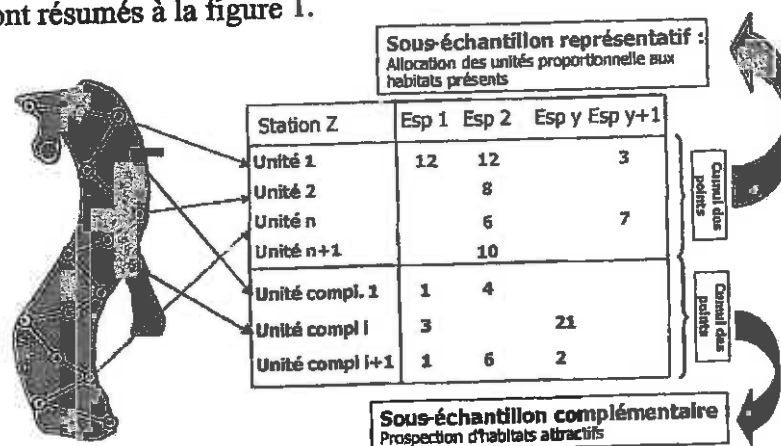 ont résumés à la figure 1.
Sous-échantillon représentatif :
Allocation des unités proportionnelle aux
habitats présents
Station Z Esp 1 Esp 2 Esp y Esp y+1
Unité 1 12 12 3
Unité 2 8
Unité n 6 7
Unité n+1 10
Cumul des
points
Unité compl. 1 1 4
Unité compl i 3 21
Unité compl i+1 1 6 2
Cumul des
points
Sous-échantillon complémentaire
Prospection d'habitats attractifs